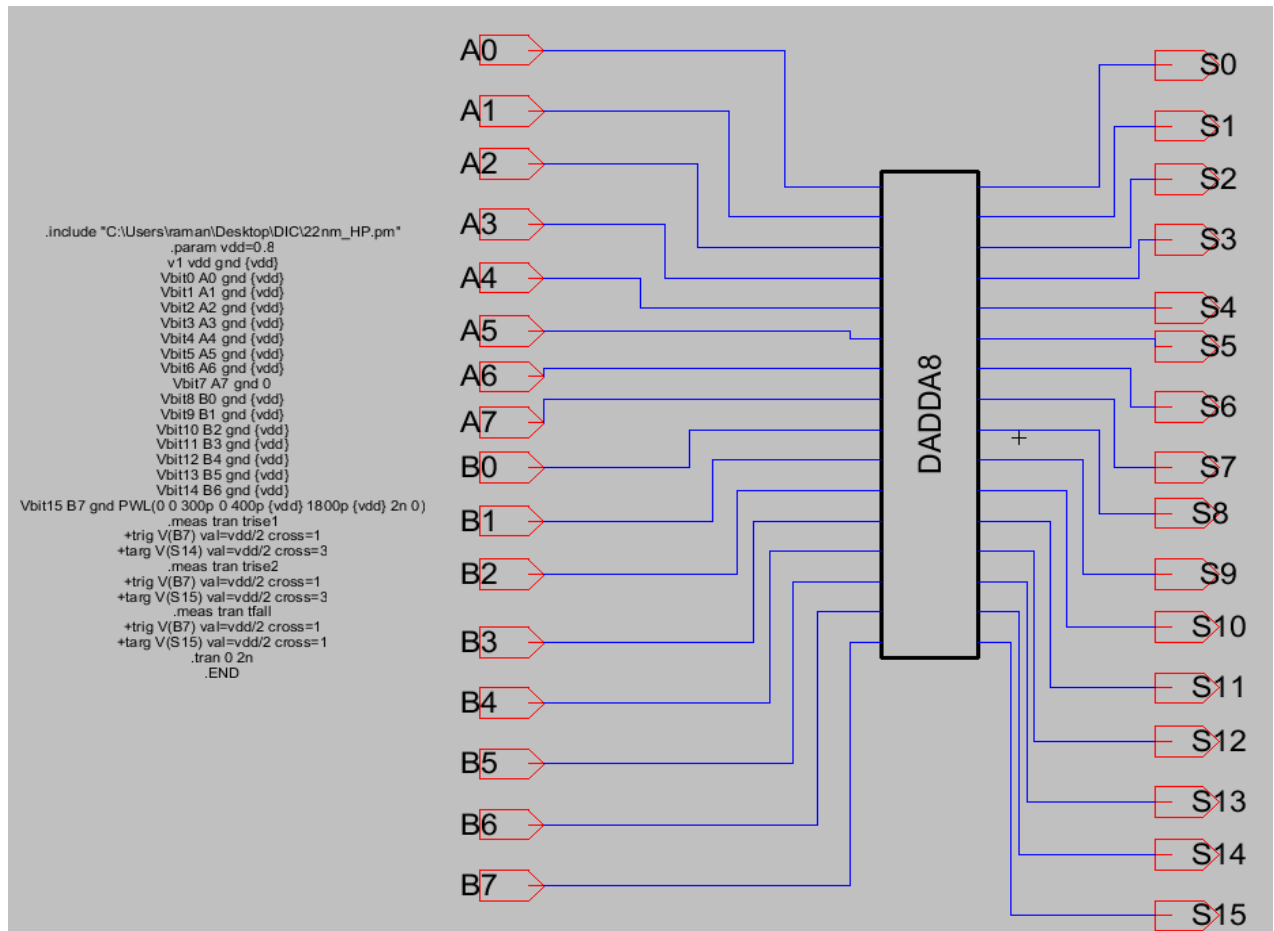 A0
A1
A2
A3
A4
A5
A6
A7
B0
B1
B2
B3
B4
B5
B6
B7
.include "C:\Users\raman\Desktop\DIC\22nm_HP.pm"
.param vdd=0.8
v1 vdd gnd {vdd}
Vbit0 A0 gnd {vdd}
Vbit1 A1 gnd {vdd}
Vbit2 A2 gnd {vdd}
Vbit3 A3 gnd {vdd}
Vbit4 A4 gnd {vdd}
Vbit5 A5 gnd {vdd}
Vbit6 A6 gnd {vdd}
Vbit7 A7 gnd 0
Vbit8 B0 gnd {vdd}
Vbit9 B1 gnd {vdd}
Vbit10 B2 gnd {vdd}
Vbit11 B3 gnd {vdd}
Vbit12 B4 gnd {vdd}
Vbit13 B5 gnd {vdd}
Vbit14 B6 gnd {vdd}
Vbit15 B7 gnd PWL(0 0 300p 0 400p {vdd} 1800p {vdd} 2n 0)
.meas tran trise1
+trig V(B7) val=vdd/2 cross=1
+targ V(S14) val=vdd/2 cross=3
.meas tran trise2
+trig V(B7) val=vdd/2 cross=1
+targ V(S15) val=vdd/2 cross=3
.meas tran tfall
+trig V(B7) val=vdd/2 cross=1
+targ V(S15) val=vdd/2 cross=1
.tran 0 2n
.END
DADDA8
S0
S1
S2
S3
S4
S5
S6
S7
S8
S9
S10
S11
S12
S13
S14
S15